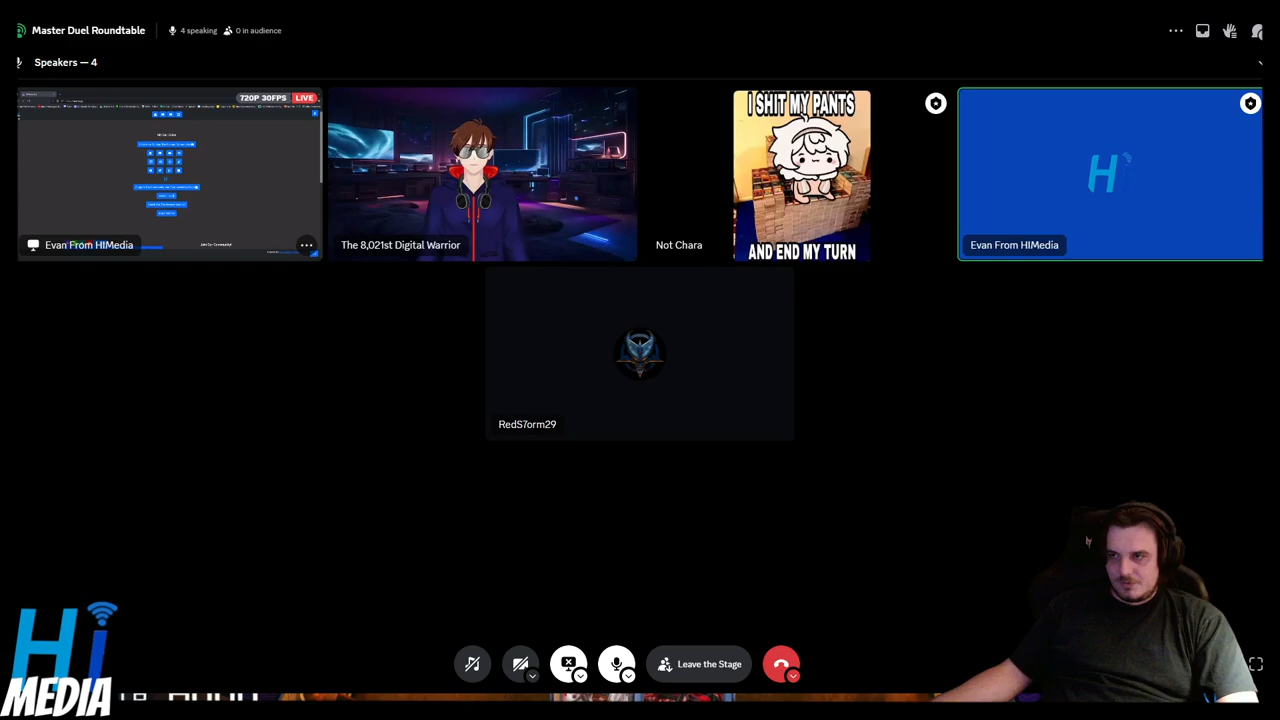 Master Duel Roundtable
4 speaking
0 in audience
Speakers — 4
720P 30FPS
LIVE
Evan From HIMedia
The 8,021st Digital Warrior
Not Chara
I SHIT MY PANTS
AND END MY TURN
Hi
Evan From HIMedia
RedS7orm29
Leave the Stage
Hi
MEDIA